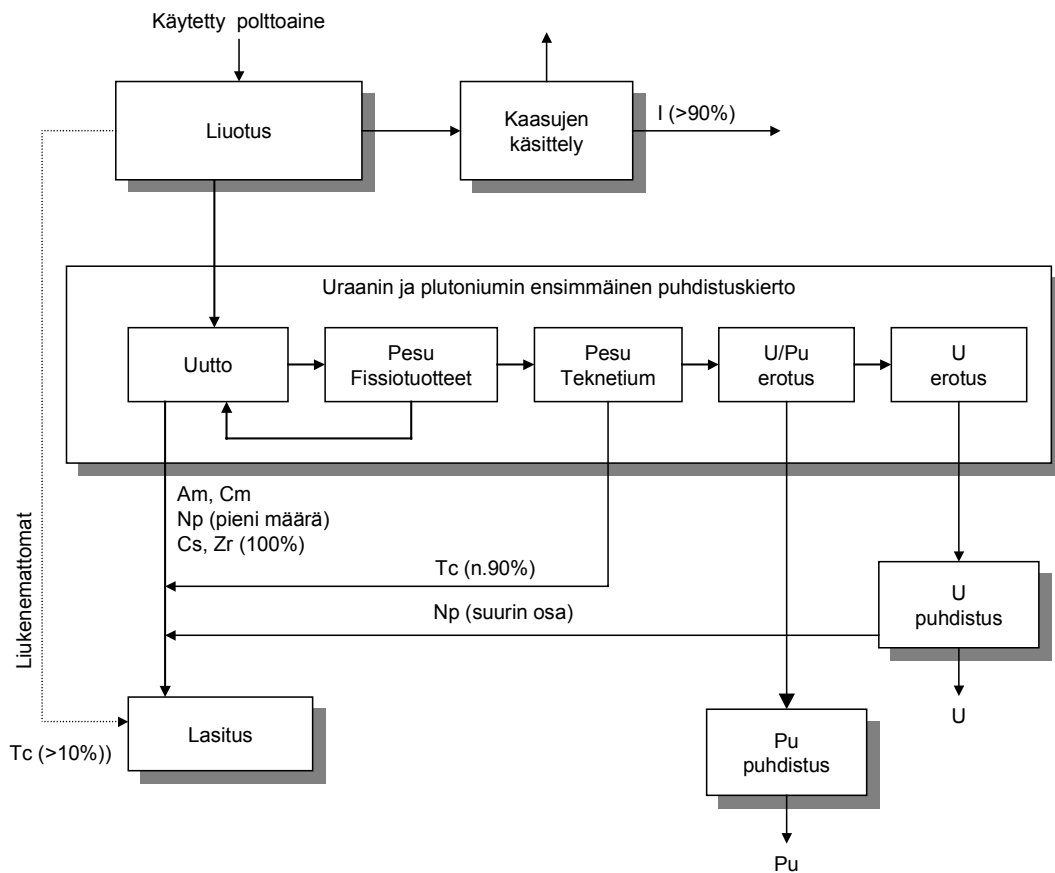 Käytetty polttoaine
Liuotus
Kaasujen
käsittely
I (>90%)
Uraanin ja plutoniumin ensimmäinen puhdistuskierto
Uutto
Pesu
Fissiotuotteet
Pesu
Teknetium
U/Pu
erotus
U
erotus
Am, Cm
Np (pieni määrä)
Cs, Zr (100%)
Liukenemattomat
Tc (n.90%)
Np (suurin osa)
U
puhdistus
U
Lasitus
Tc (>10%))
Pu
puhdistus
Pu